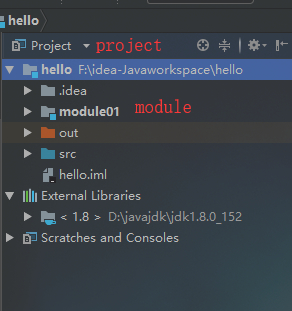 hello
Project project
hello F:\idea-Javaworkspace\hello
.idea
module01 module
out
src
hello.iml
External Libraries
< 1.8 > D:\javajdk\jdk1.8.0_152
Scratches and Consoles